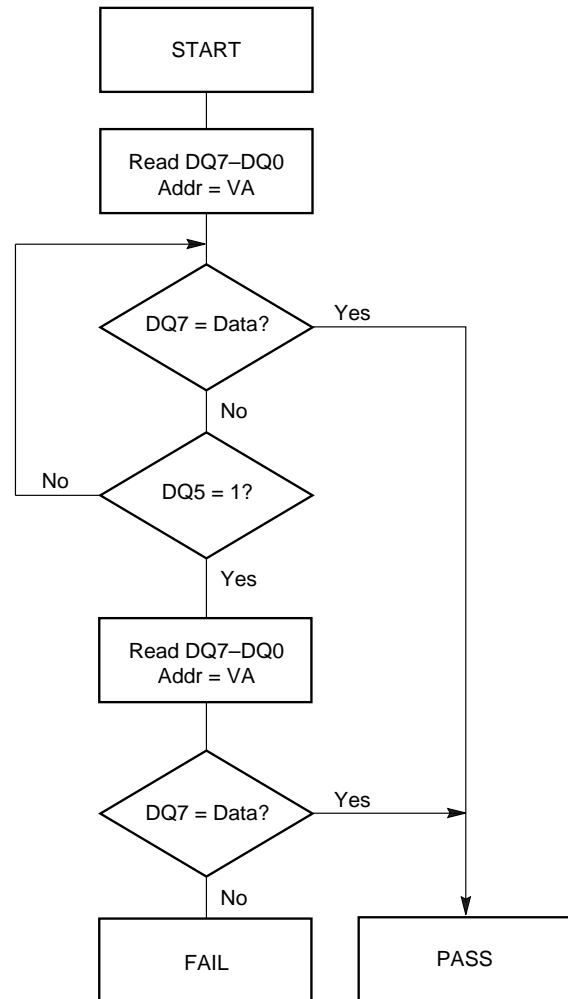 START
Read DQ7–DQ0
Addr = VA
DQ7 = Data?
Yes
No
No
DQ5 = 1?
Yes
Read DQ7–DQ0
Addr = VA
DQ7 = Data?
Yes
No
FAIL
PASS